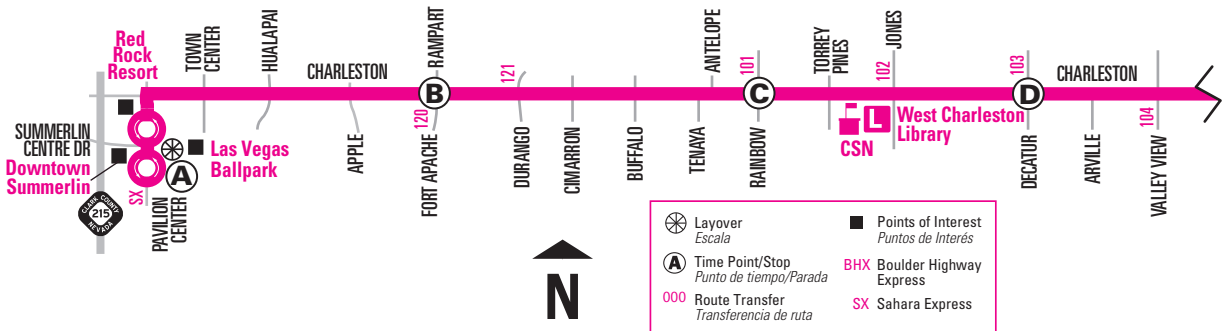 Red
Rock
Resort
TOWN
CENTER
HUALAPAI
CHARLESTON
RAMPART
121
ANTELOPE
101
TORREY
PINES
JONES
102
103
CHARLESTON
B
C
D
120
SUMMERLIN
CENTRE DR
Downtown
Summerlin
A
Las Vegas
Ballpark
SX
PAVILION
CENTER
CLARK COUNTY
215
NEVADA
APPLE
FORT APACHE
DURANGO
CIMARRON
BUFFALO
TENAYA
RAINBOW
CSN
L
West Charleston
Library
DECATUR
ARVILLE
104
VALLEY VIEW
N
Layover
Escala
A Time Point/Stop
Punto de tiempo/Parada
000 Route Transfer
Transferencia de ruta
Points of Interest
Puntos de Interés
BHX Boulder Highway
Express
SX Sahara Express